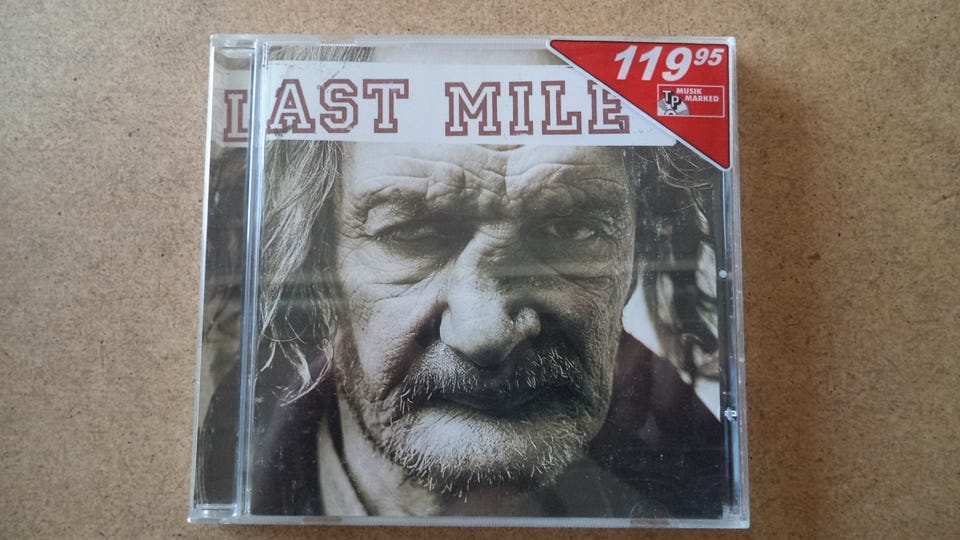 LAST MILE
119 95
TP MUSIK
MARKED